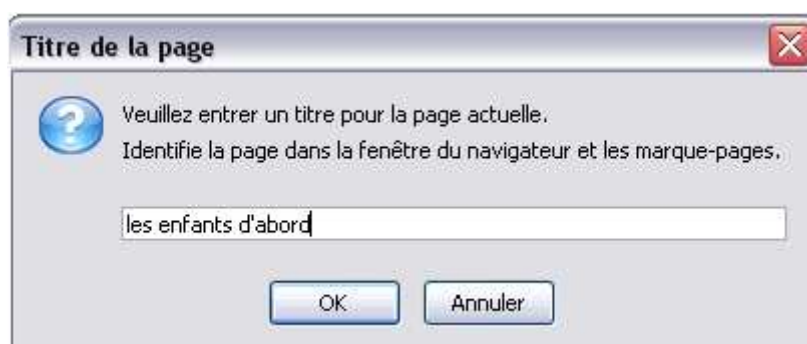 Titre de la page
Veuillez entrer un titre pour la page actuelle.
Identifie la page dans la fenêtre du navigateur et les marque-pages.
les enfants d'abord
OK
Annuler